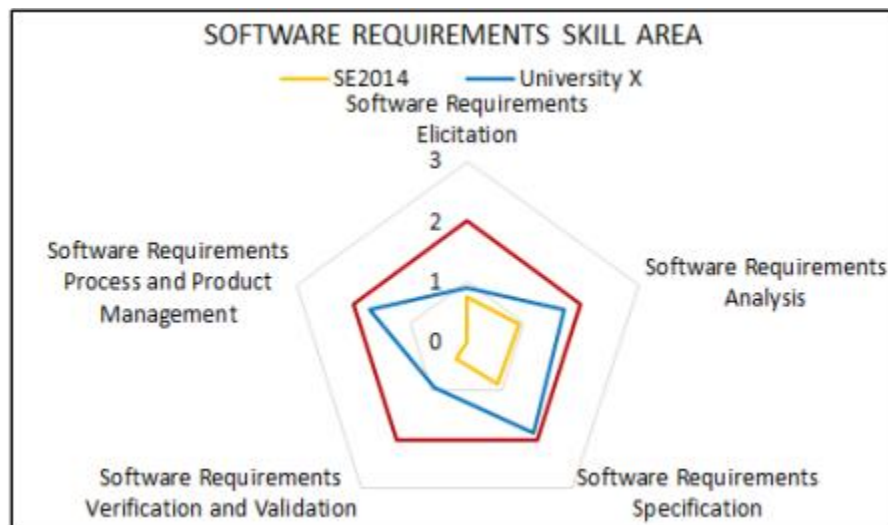 SOFTWARE REQUIREMENTS SKILL AREA
SE2014
University X
Software Requirements
Elicitation
3
2
1
0
Software Requirements
Analysis
Software Requirements
Specification
Software Requirements
Verification and Validation
Software Requirements
Process and Product
Management